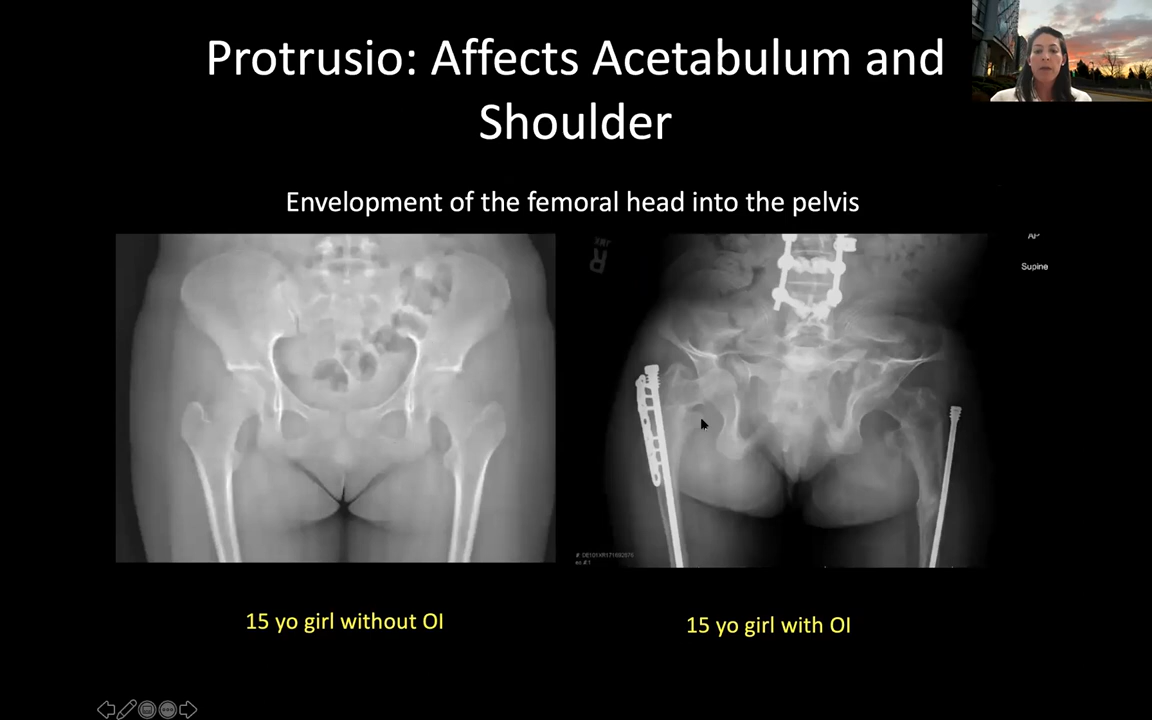 Protrusio: Affects Acetabulum and
Shoulder
Envelopment of the femoral head into the pelvis
R
AP
Supine
15 yo girl without OI
15 yo girl with OI